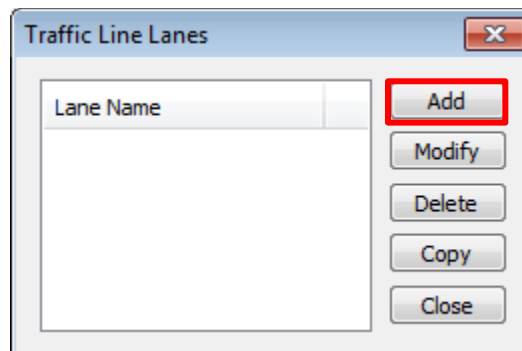 Traffic Line Lanes
Lane Name
Add
Modify
Delete
Copy
Close